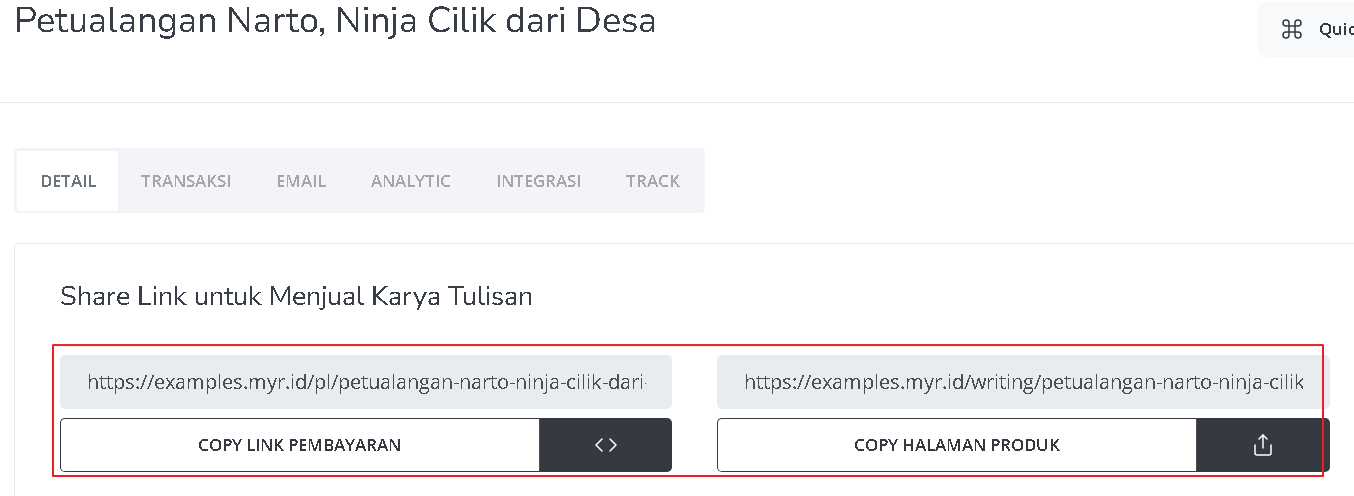 Petualangan Narto, Ninja Cilik dari Desa
DETAIL TRANSAKSI EMAIL ANALYTIC INTEGRASI TRACK
Share Link untuk Menjual Karya Tulisan
https://examples.myr.id/pl/petualangan-narto-ninja-cilik-dari- https://examples.myr.id/writing/petualangan-narto-ninja-cilik
COPY LINK PEMBAYARAN COPY HALAMAN PRODUK